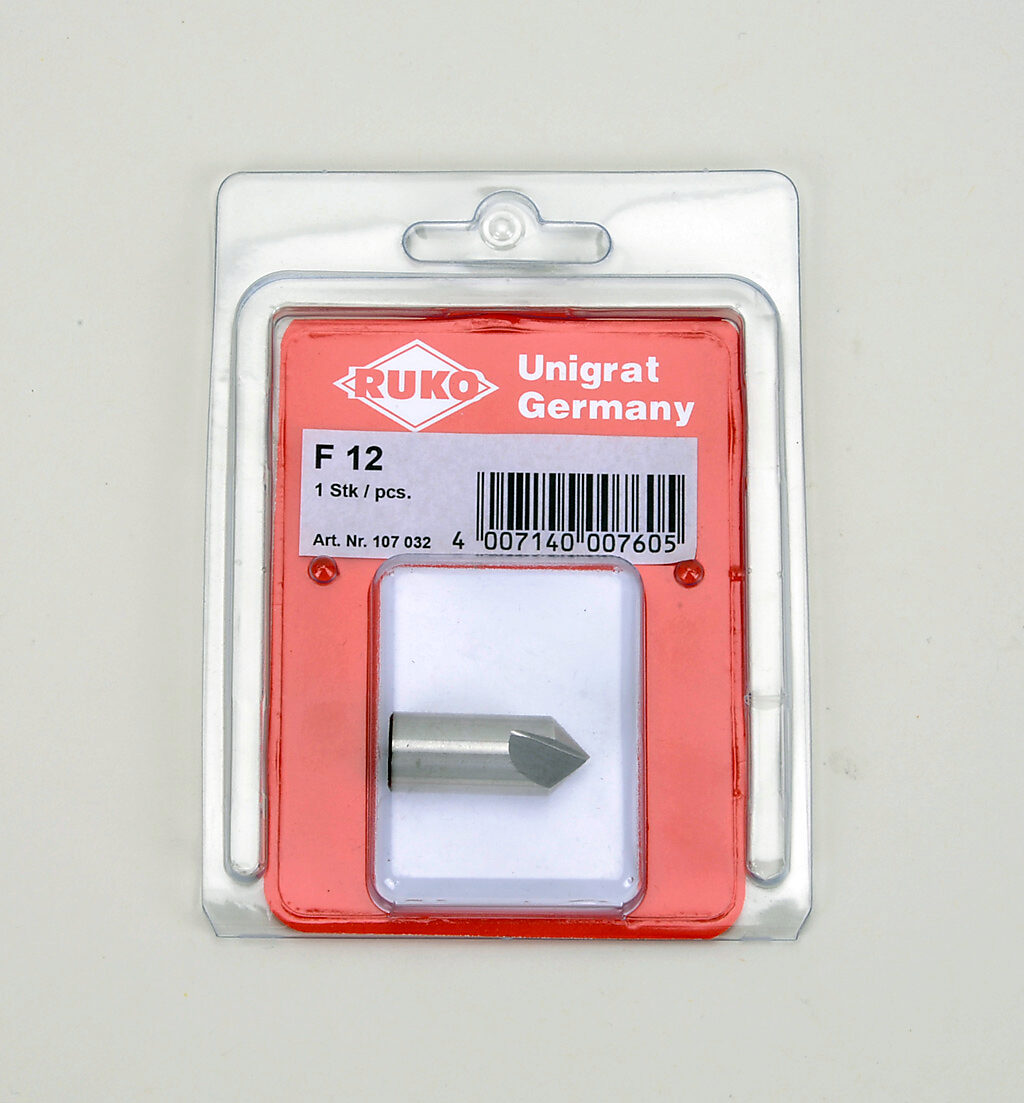 RUKO
Unigrat
Germany
F 12
1 Stk / pcs.
Art. Nr. 107 032
4 007140 007605